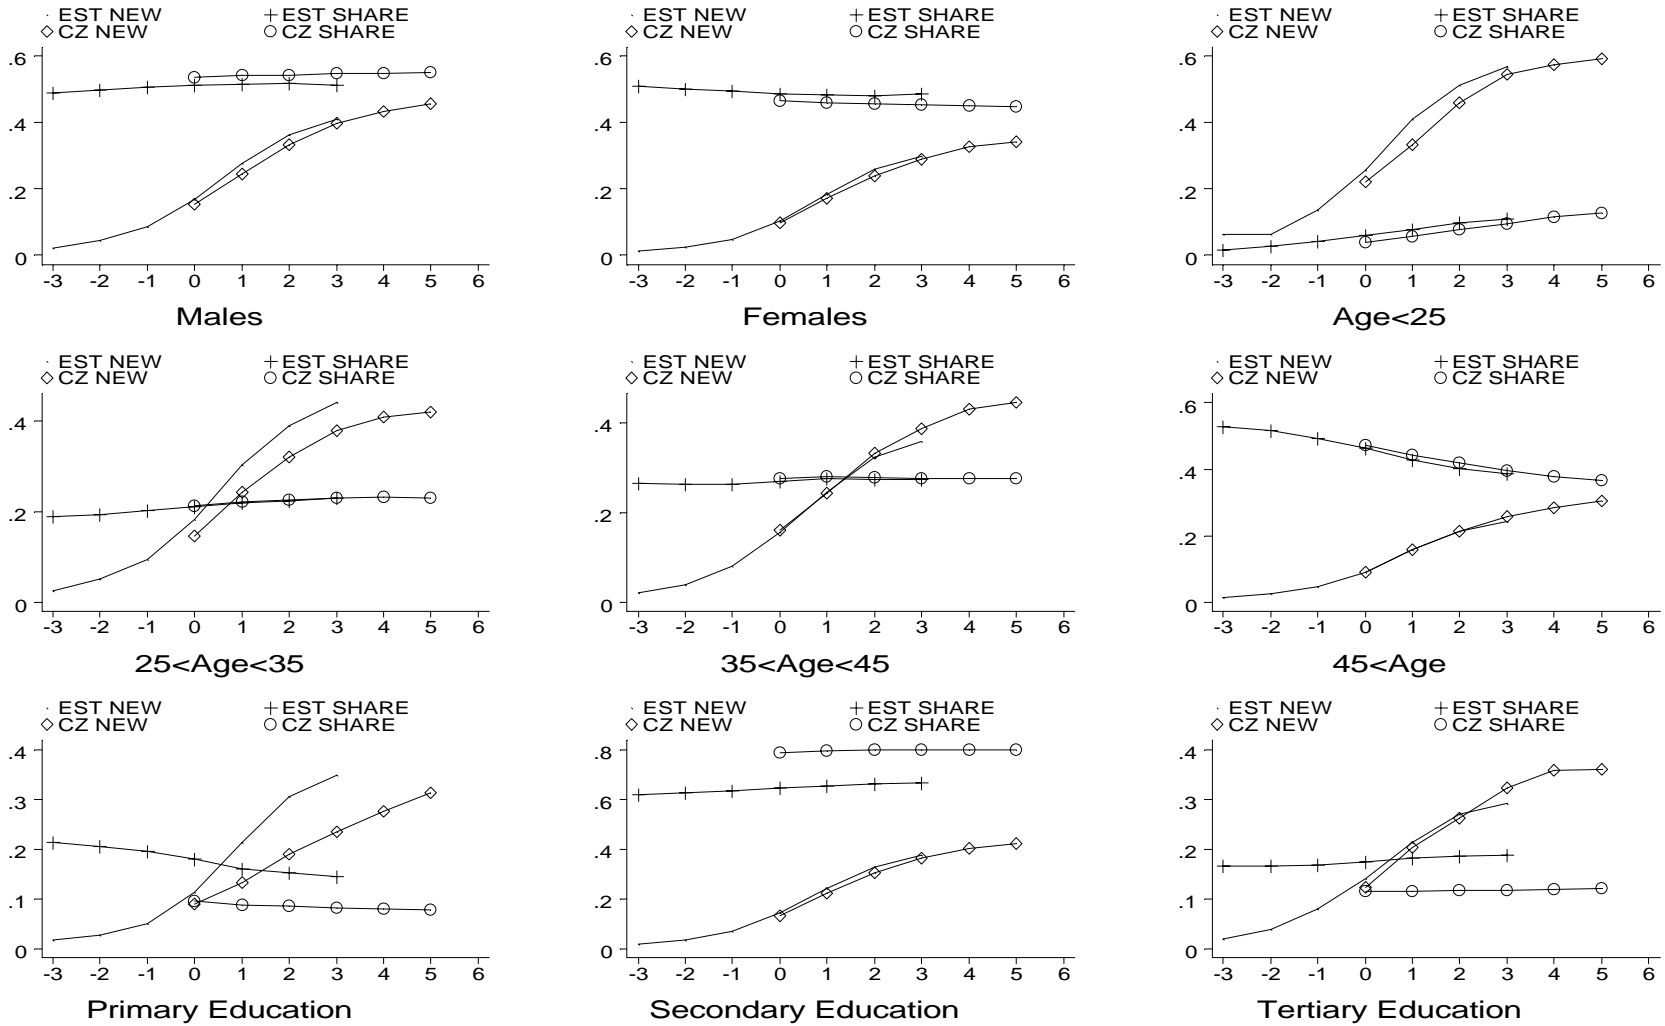 EST NEW EST SHARE EST NEW EST SHARE EST NEW EST SHARE
CZ NEW CZ SHARE CZ NEW CZ SHARE CZ NEW CZ SHARE
.6 .6 .6
.4 .4 .4
.2 .2 .2
0 0 0
-3 -2 -1 0 1 2 3 4 5 6 -3 -2 -1 0 1 2 3 4 5 6 -3 -2 -1 0 1 2 3 4 5 6
Males Females Age<25
EST NEW EST SHARE EST NEW EST SHARE EST NEW EST SHARE
CZ NEW CZ SHARE CZ NEW CZ SHARE CZ NEW CZ SHARE
.6
.4 .4 .4
.2 .2 .2
0 0 0
-3 -2 -1 0 1 2 3 4 5 6 -3 -2 -1 0 1 2 3 4 5 6 -3 -2 -1 0 1 2 3 4 5 6
25<Age<35 35<Age<45 45<Age
EST NEW EST SHARE EST NEW EST SHARE EST NEW EST SHARE
CZ NEW CZ SHARE CZ NEW CZ SHARE CZ NEW CZ SHARE
.4 .8 .4
.3 .6 .3
.2 .4 .2
.1 .2 .1
0 0 0
-3 -2 -1 0 1 2 3 4 5 6 -3 -2 -1 0 1 2 3 4 5 6 -3 -2 -1 0 1 2 3 4 5 6
Primary Education Secondary Education Tertiary Education